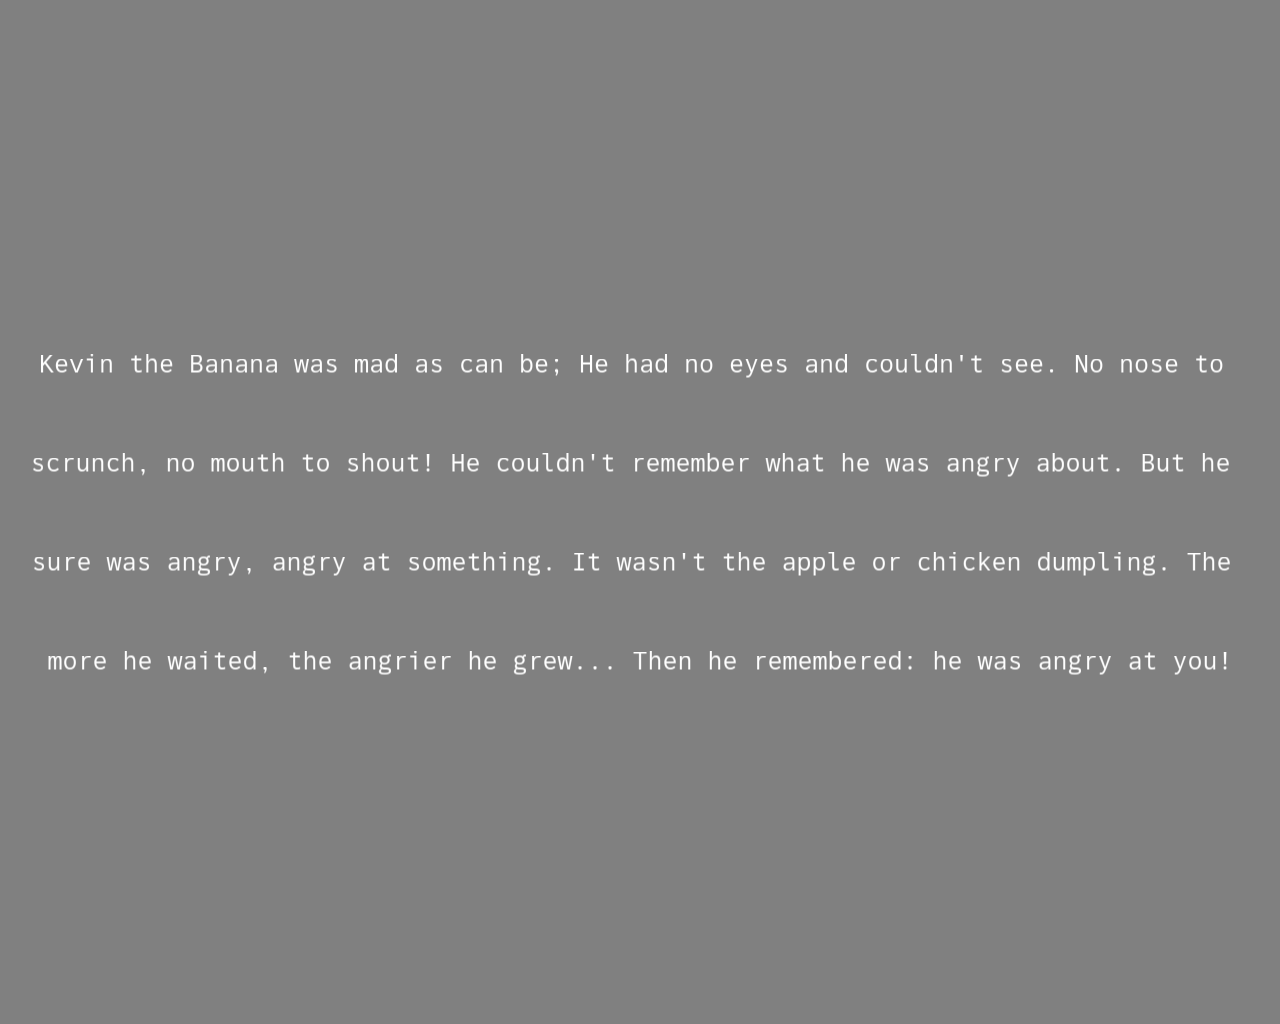 Kevin the Banana was mad as can be; He had no eyes and couldn't see. No nose to
scrunch, no mouth to shout! He couldn't remember what he was angry about. But he
sure was angry, angry at something. It wasn't the apple or chicken dumpling. The
more he waited, the angrier he grew... Then he remembered: he was angry at you!